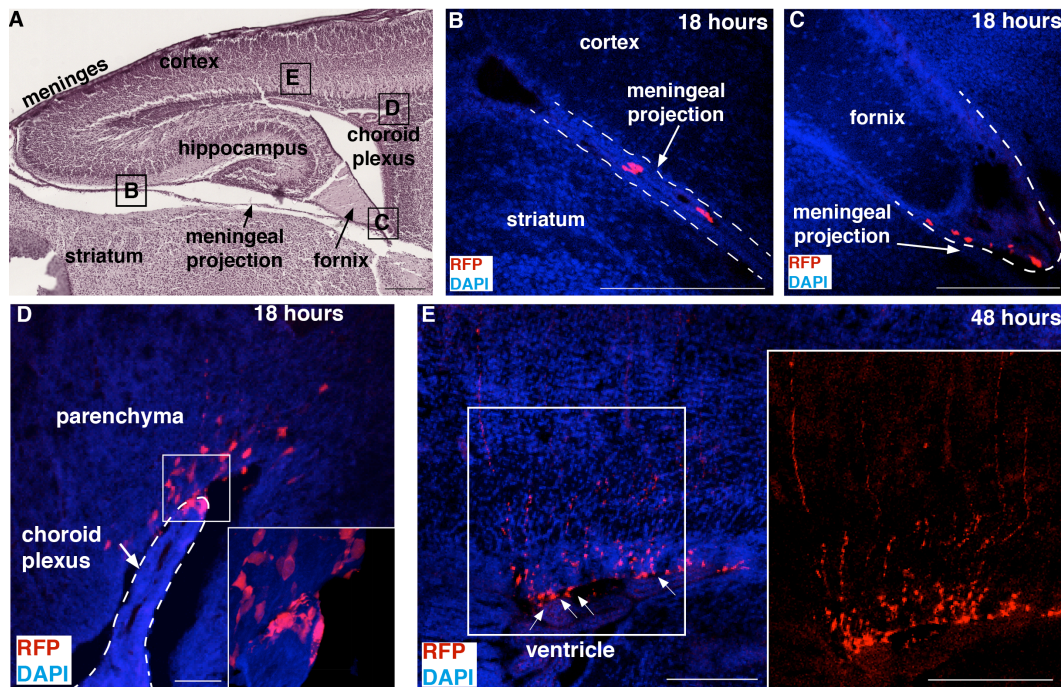 A
meninges
cortex
E
D
choroid
plexus
hippocampus
B
C
meningeal
projection
fornix
striatum
B
18 hours
cortex
meningeal
projection
striatum
RFP
DAPI
C
18 hours
fornix
meningeal
projection
RFP
DAPI
D
18 hours
parenchyma
choroid
plexus
RFP
DAPI
E
48 hours
ventricle
RFP
DAPI